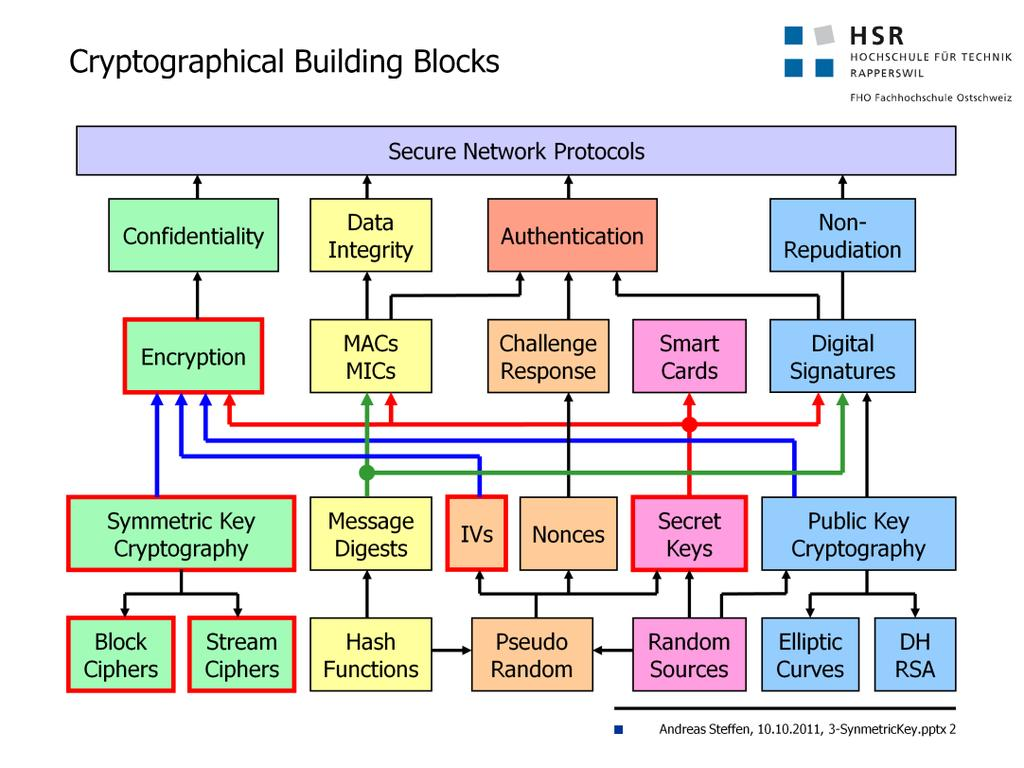 Cryptographical Building Blocks
HSR
HOCHSCHULE FÜR TECHNIK
RAPPERSWIL
FHO Fachhochschule Ostschweiz
Secure Network Protocols
Confidentiality
Data
Integrity
Authentication
Non-
Repudiation
Encryption
MACs
MICs
Challenge
Response
Smart
Cards
Digital
Signatures
Symmetric Key
Cryptography
Message
Digests
IVs
Nonces
Secret
Keys
Public Key
Cryptography
Block
Ciphers
Stream
Ciphers
Hash
Functions
Pseudo
Random
Random
Sources
Elliptic
Curves
DH
RSA
Andreas Steffen, 10.10.2011, 3-SynmetricKey.pptx 2